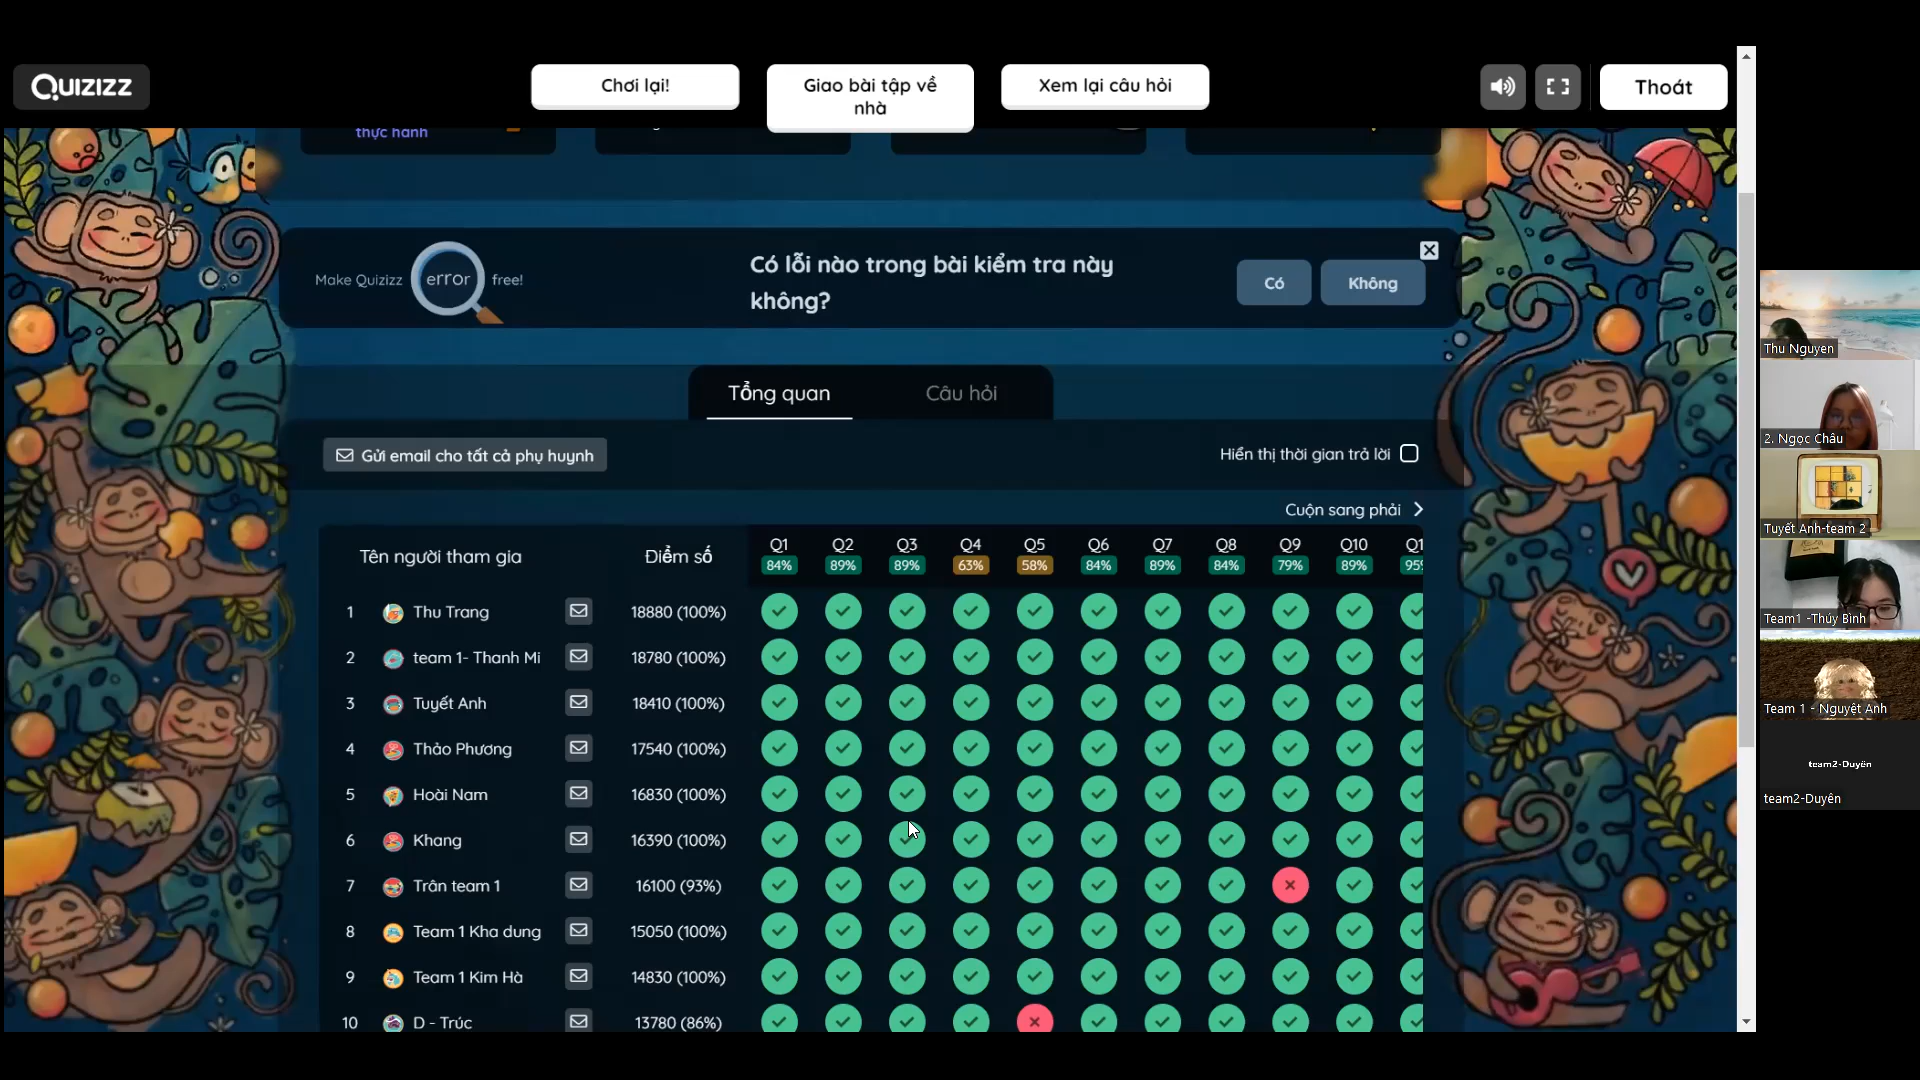 Quizizz
Chơi lại!
Giao bài tập về
nhà
Xem lại câu hỏi
Thoát
thực hành
Make Quizizz error free!
Có lỗi nào trong bài kiểm tra này
không?
Có
Không
Tổng quan
Câu hỏi
Gửi email cho tất cả phụ huynh
Hiển thị thời gian trả lời
Cuộn sang phải
Tên người tham gia Điểm số Q1 Q2 Q3 Q4 Q5 Q6 Q7 Q8 Q9 Q10 Q1
84% 89% 89% 63% 58% 84% 89% 84% 79% 89% 95%
1 Thu Trang 18880 (100%)
2 team 1- Thanh Mi 18780 (100%)
3 Tuyết Anh 18410 (100%)
4 Thảo Phương 17540 (100%)
5 Hoài Nam 16830 (100%)
6 Khang 16390 (100%)
7 Trân team 1 16100 (93%)
8 Team 1 Kha dung 15050 (100%)
9 Team 1 Kim Hà 14830 (100%)
10 D - Trúc 13780 (86%)
Thu Nguyen
2. Ngọc Châu
Tuyết Anh-team 2
Team1 -Thúy Bình
Team 1 - Nguyệt Anh
team2-Duyên
team2-Duyên